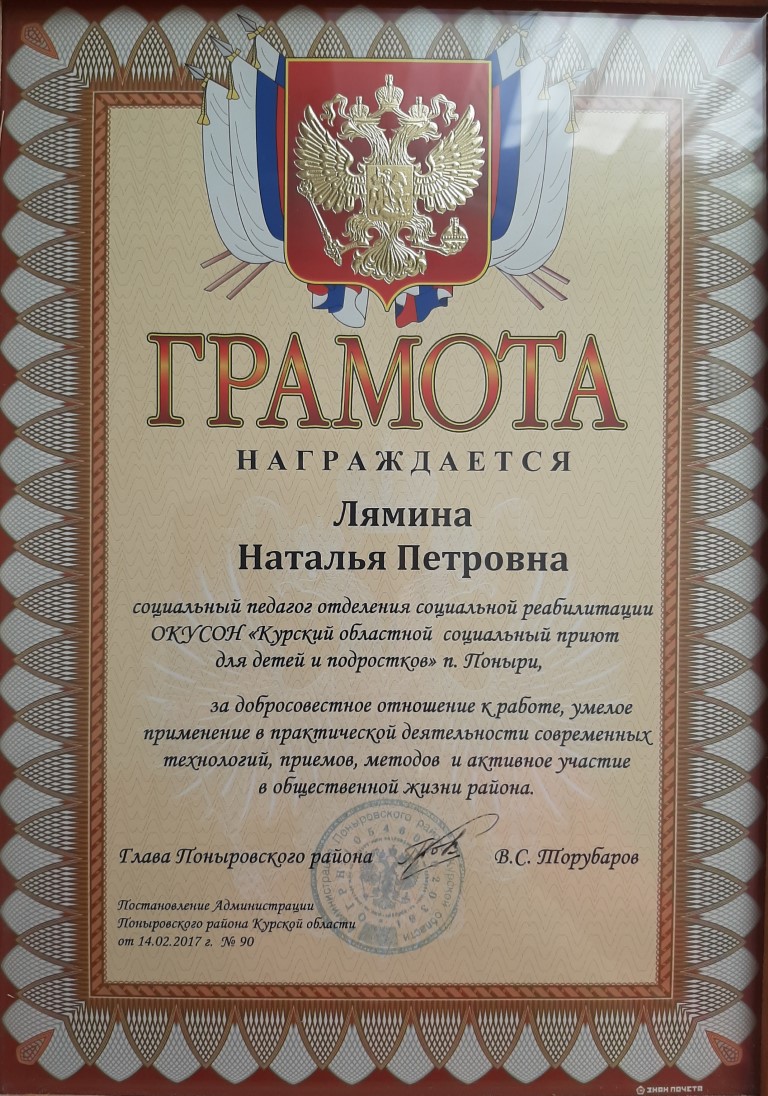 ГРАМОТА
НАГРАЖДАЕТСЯ
Лямина
Наталья Петровна
социальный педагог отделения социальной реабилитации
ОКУСОН «Курский областной социальный приют
для детей и подростков» п. Поныри,
за добросовестное отношение к работе, умелое
применение в практической деятельности современных
технологий, приемов, методов и активное участие
в общественной жизни района.
Глава Поныровского района В.С. Торубаров
Постановление Администрации
Поныровского района Курской области
от 14.02.2017 г. № 90
ЗНАК ПОЧЕТА